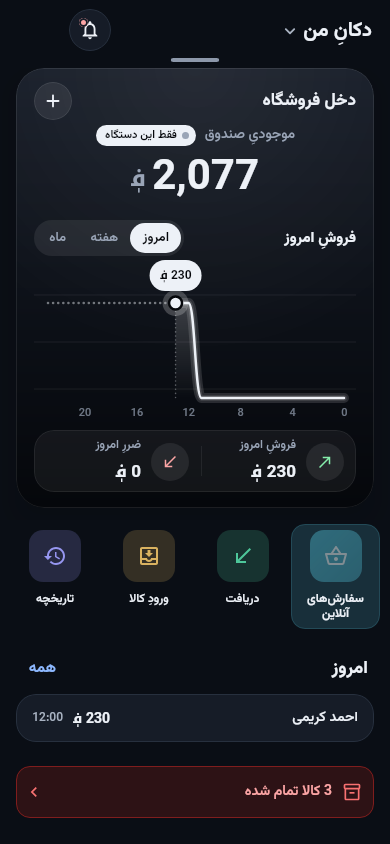 دکانِ من
دخل فروشگاه
موجودیِ صندوق فقط این دستگاه
2,077 ؋
فروشِ امروز امروز هفته ماه
230 ؋
0 4 8 12 16 20
فروشِ امروز
230 ؋
ضررِ امروز
0 ؋
سفارش‌های آنلاین
دریافت
ورودِ کالا
تاریخچه
امروز همه
احمد کریمی 230 ؋ 12:00
3 کالا تمام شده